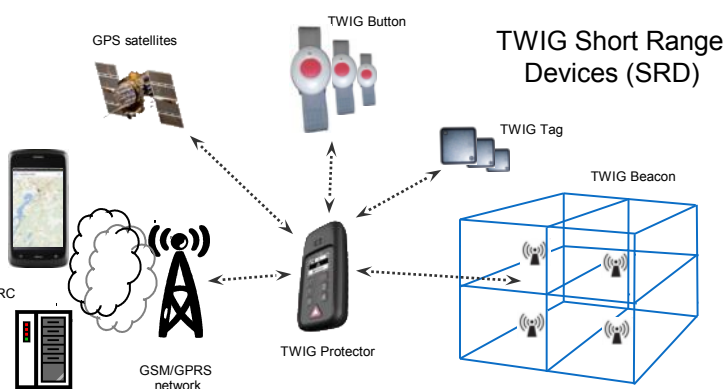 TWIG Button
TWIG Short Range
Devices (SRD)
GPS satellites
TWIG Tag
TWIG Beacon
RC
TWIG Protector
GSM/GPRS
network